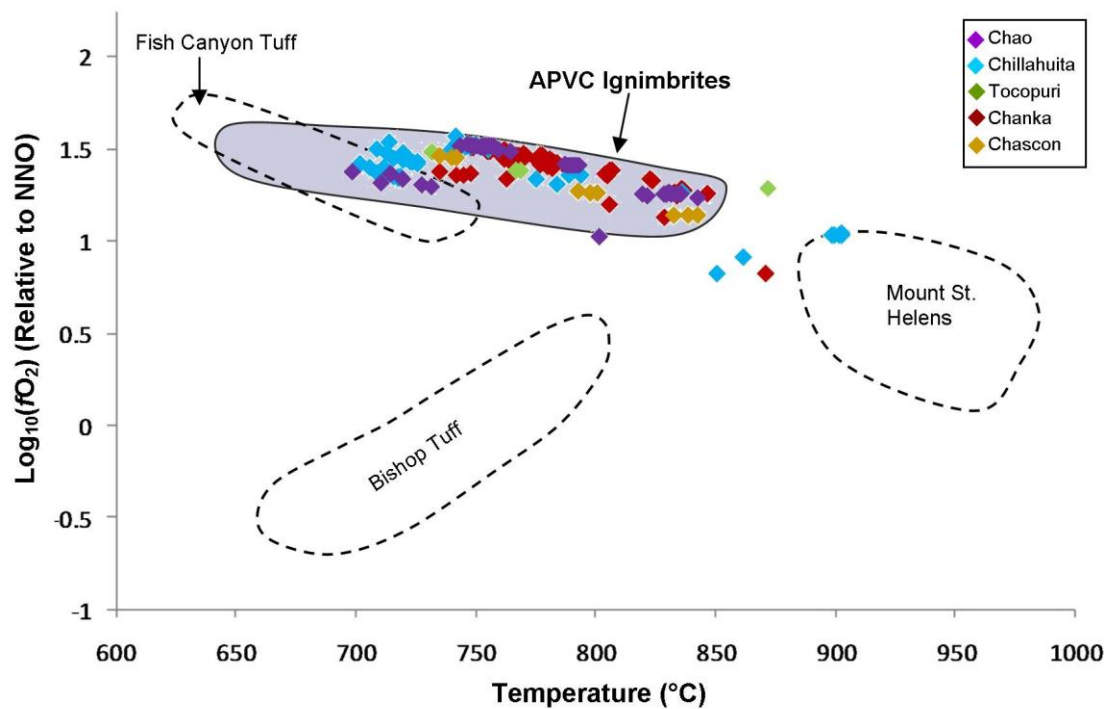 Fish Canyon Tuff
APVC Ignimbrites
Chao
Chillahuita
Tocopuri
Chanka
Chascon
Mount St.
Helens
Bishop Tuff
Log₁₀(fO₂) (Relative to NNO)
2
1.5
1
0.5
0
-0.5
-1
600 650 700 750 800 850 900 950 1000
Temperature (°C)